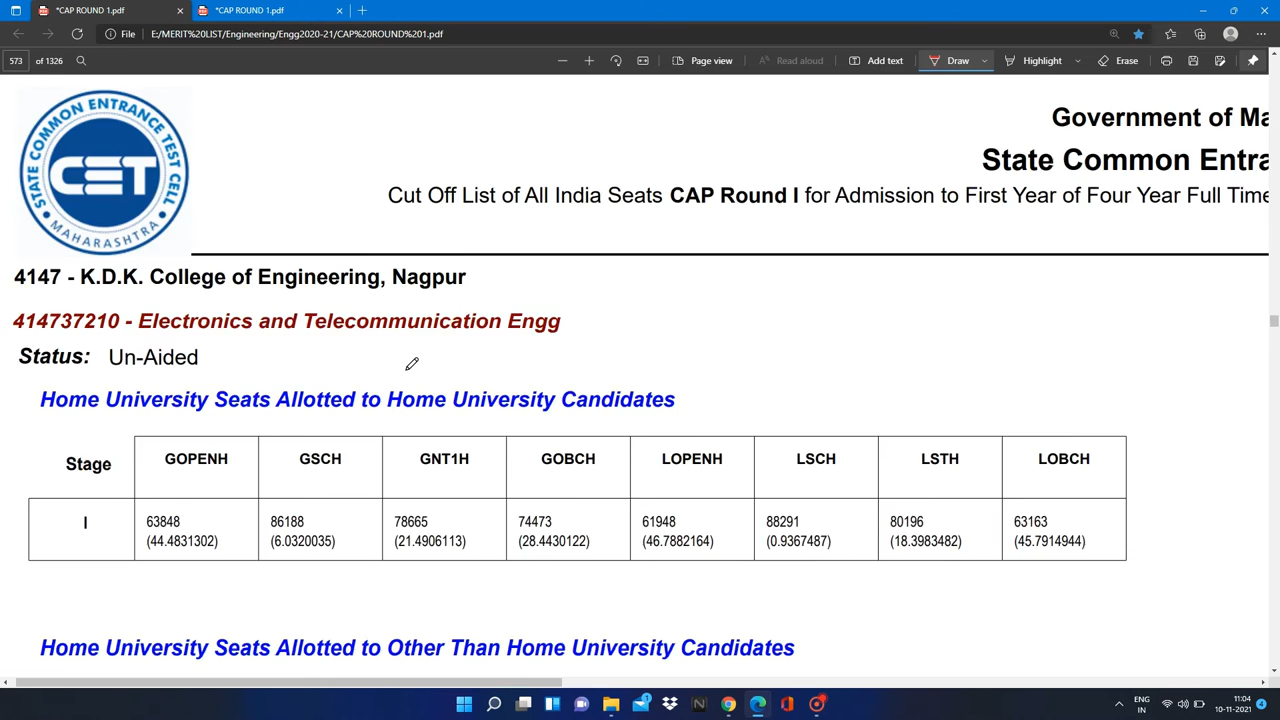 *CAP ROUND 1.pdf
*CAP ROUND 1.pdf
File
E:/MERIT%20LIST/Engineering/Engg2020-21/CAP%20ROUND%201.pdf
573 of 1326
Page view
Read aloud
Add text
Draw
Highlight
Erase
STATE COMMON ENTRANCE TEST CELL
CET
MAHARASHTRA
Government of Ma
State Common Entra
Cut Off List of All India Seats CAP Round I for Admission to First Year of Four Year Full Time
4147 - K.D.K. College of Engineering, Nagpur
414737210 - Electronics and Telecommunication Engg
Status: Un-Aided
Home University Seats Allotted to Home University Candidates
Stage GOPENH GSCH GNT1H GOBCH LOPENH LSCH LSTH LOBCH
I 63848 86188 78665 74473 61948 88291 80196 63163
(44.4831302) (6.0320035) (21.4906113) (28.4430122) (46.7882164) (0.9367487) (18.3983482) (45.7914944)
Home University Seats Allotted to Other Than Home University Candidates
ENG
IN
11:04
10-11-2021